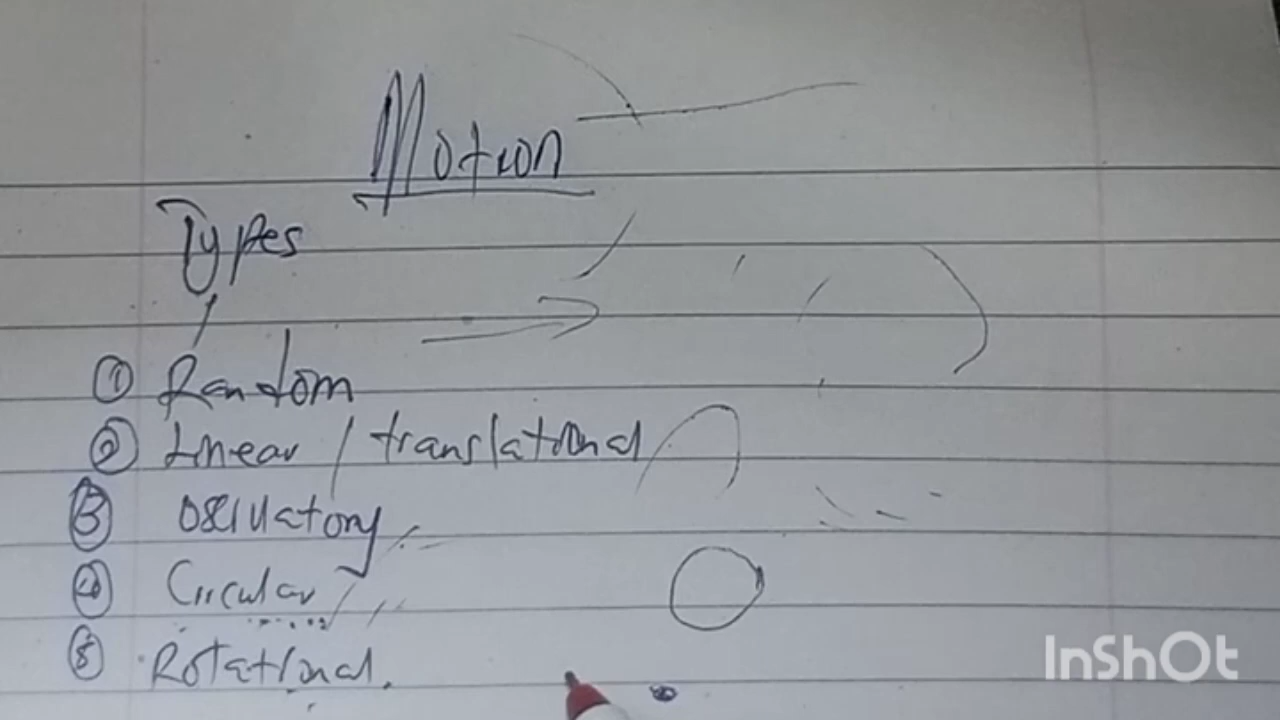 Motion
Types
① Random
② Linear / translational
③ Oscillatory
④ Circular
⑤ Rotational.
InShOt